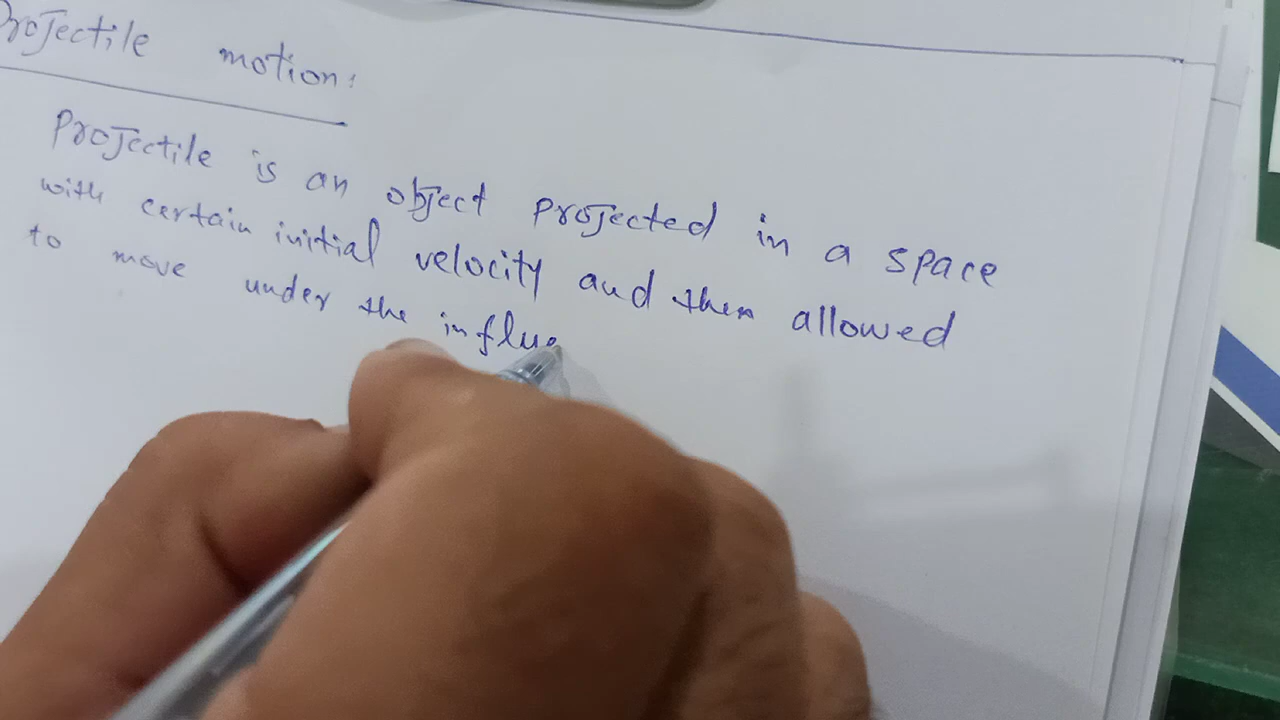 Projectile motion:
Projectile is an object projected in a space
with certain initial velocity and then allowed
to move under the influe